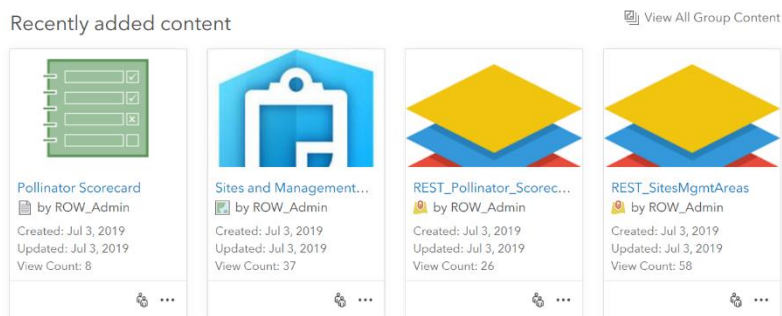 Recently added content
View All Group Content
Pollinator Scorecard
by ROW_Admin
Created: Jul 3, 2019
Updated: Jul 3, 2019
View Count: 8
Sites and Management...
by ROW_Admin
Created: Jul 3, 2019
Updated: Jul 3, 2019
View Count: 37
REST_Pollinator_Scorec...
by ROW_Admin
Created: Jul 3, 2019
Updated: Jul 3, 2019
View Count: 26
REST_SitesMgmtAreas
by ROW_Admin
Created: Jul 3, 2019
Updated: Jul 3, 2019
View Count: 58